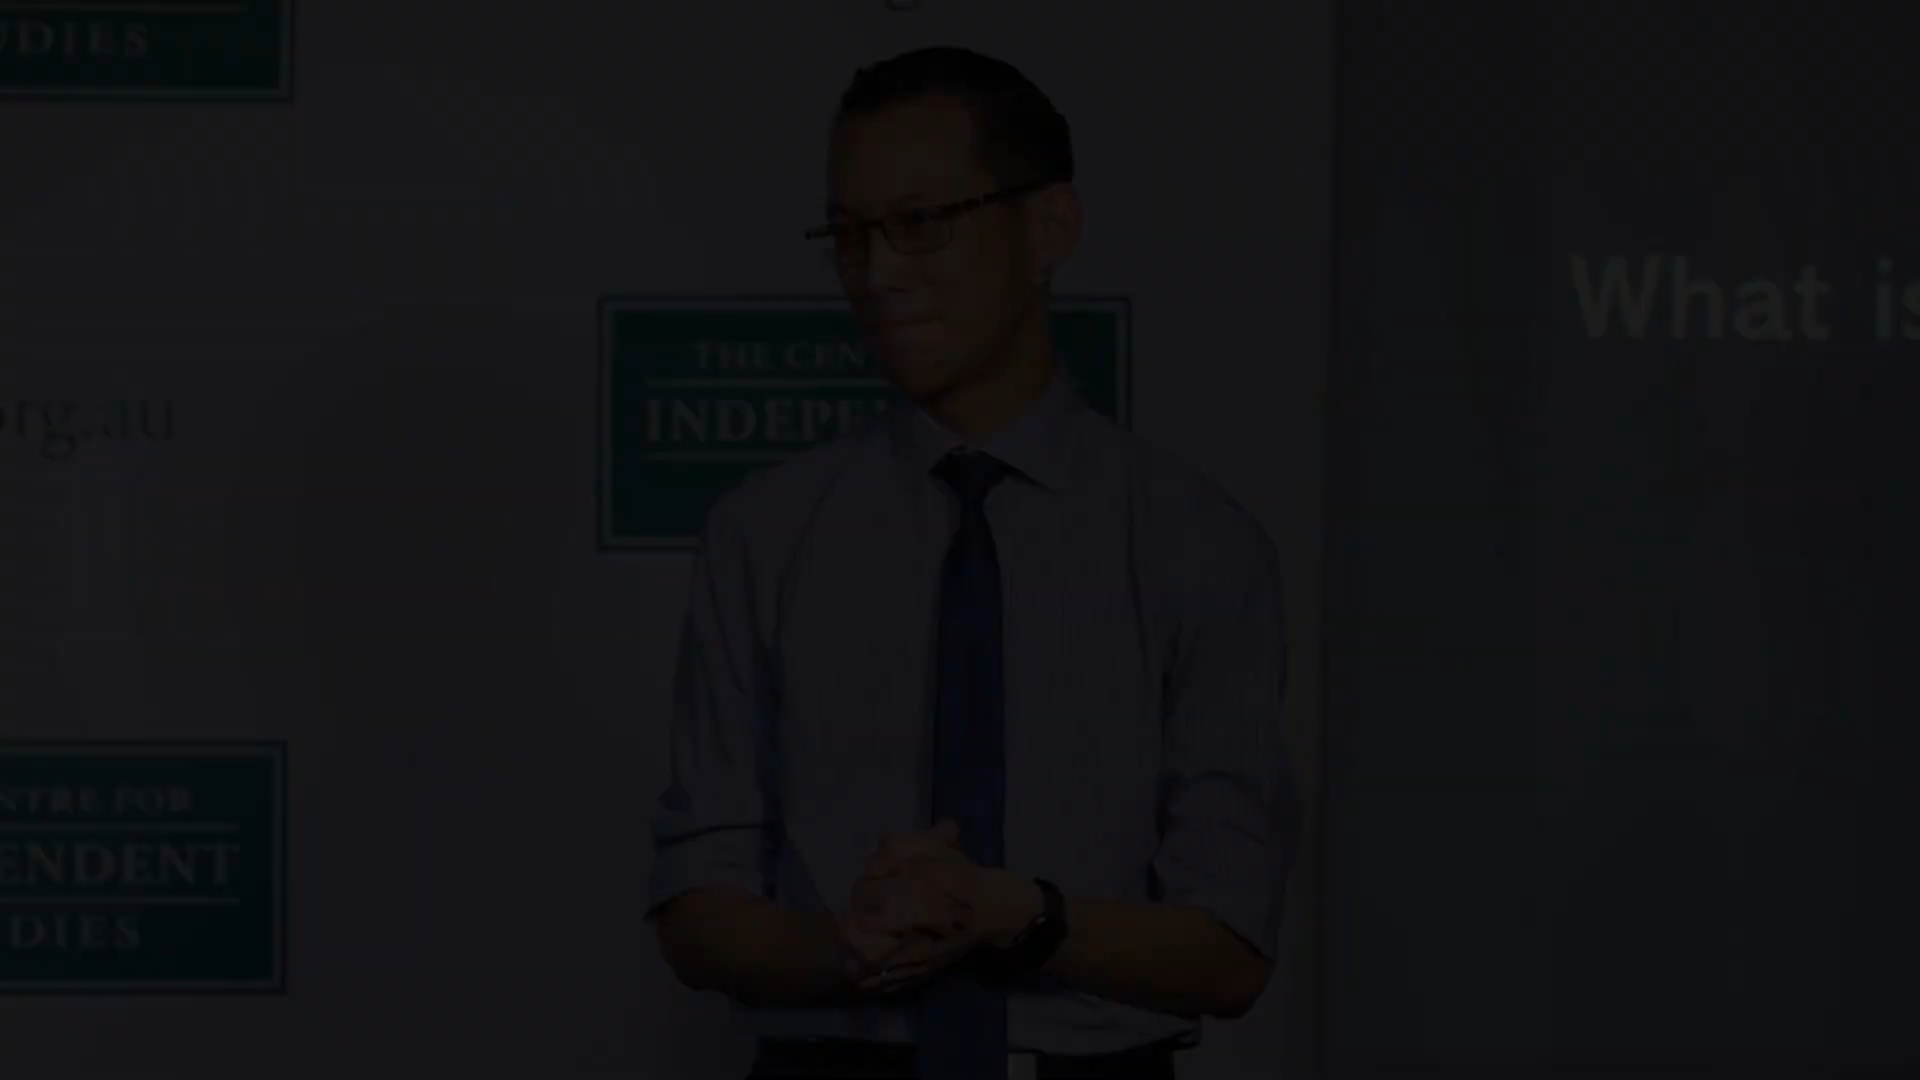 UDIES
What is
THE CEN
INDEPE
org.au
NTRE FOR
ENDENT
DIES